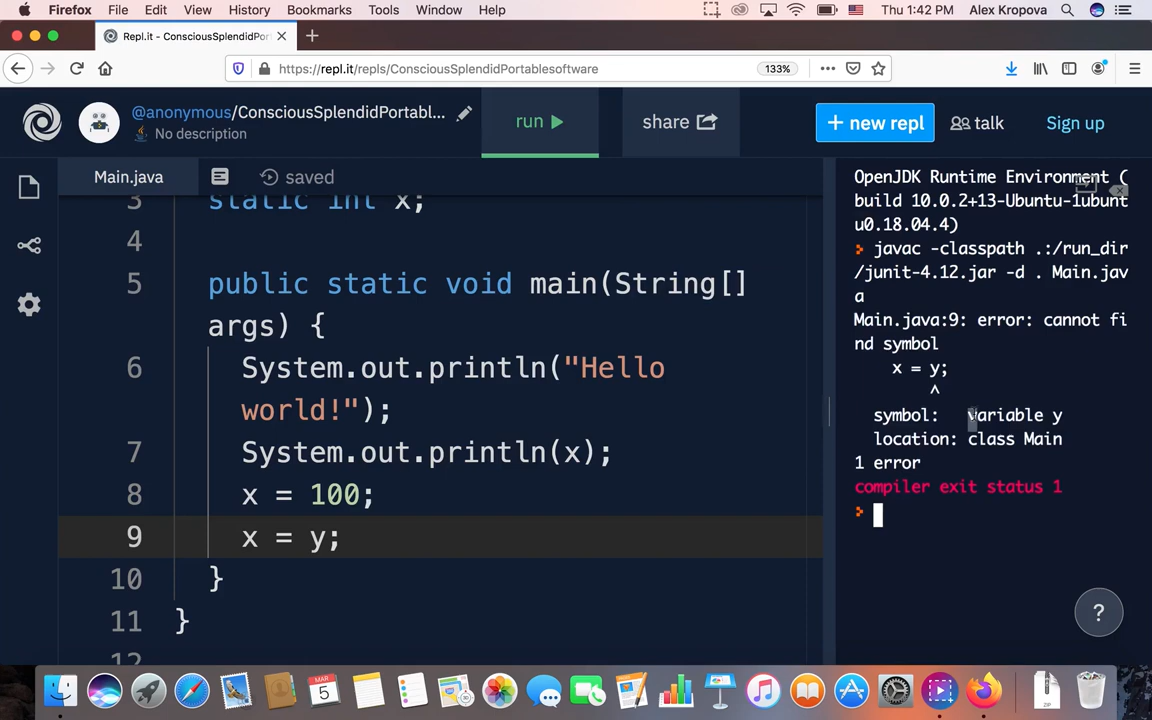 Firefox File Edit View History Bookmarks Tools Window Help Thu 1:42 PM Alex Kropova
Repl.it - ConsciousSplendidPor
https://repl.it/repls/ConsciousSplendidPortablesoftware 133%
@anonymous/ConsciousSplendidPortabl...
No description
run
share
+ new repl
talk
Sign up
Main.java
saved
3 static int x;
4
5 public static void main(String[]
args) {
6 System.out.println("Hello
world!");
7 System.out.println(x);
8 x = 100;
9 x = y;
10 }
11 }
12
OpenJDK Runtime Environment (
build 10.0.2+13-Ubuntu-1ubunt
u0.18.04.4)
javac -classpath .:/run_dir
/junit-4.12.jar -d . Main.jav
a
Main.java:9: error: cannot fi
nd symbol
x = y;
^
symbol: variable y
location: class Main
1 error
compiler exit status 1
?
MAR
5
ZIP